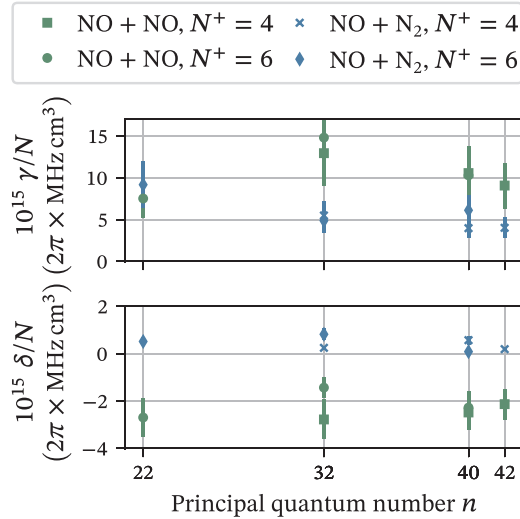 NO + NO, N⁺ = 4
NO + N₂, N⁺ = 4
NO + NO, N⁺ = 6
NO + N₂, N⁺ = 6
10¹⁵ γ/N
(2π × MHz cm³)
15
10
5
0
10¹⁵ δ/N
(2π × MHz cm³)
2
0
−2
−4
22
32
40
42
Principal quantum number n